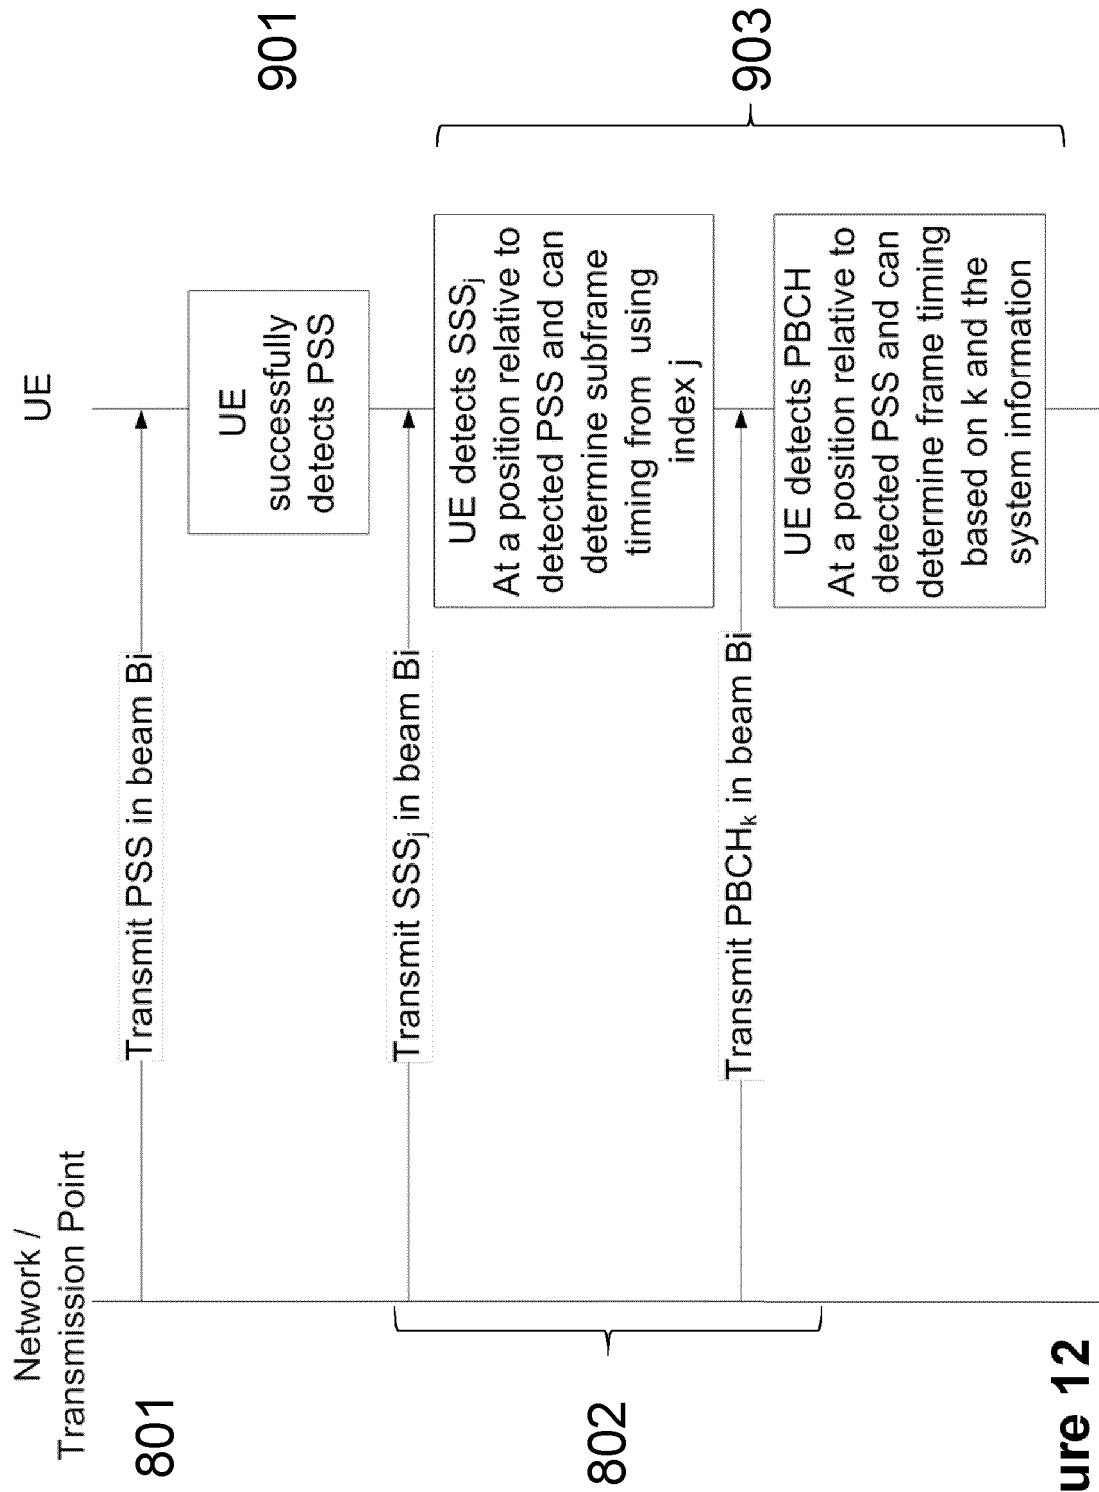 Network /
Transmission Point
UE
801
Transmit PSS in beam Bi
901
UE
successfully
detects PSS
802
Transmit SSSj in beam Bi
UE detects SSSj
At a position relative to
detected PSS and can
determine subframe
timing from using
index j
903
Transmit PBCHk in beam Bi
UE detects PBCH
At a position relative to
detected PSS and can
determine frame timing
based on k and the
system information
ure 12